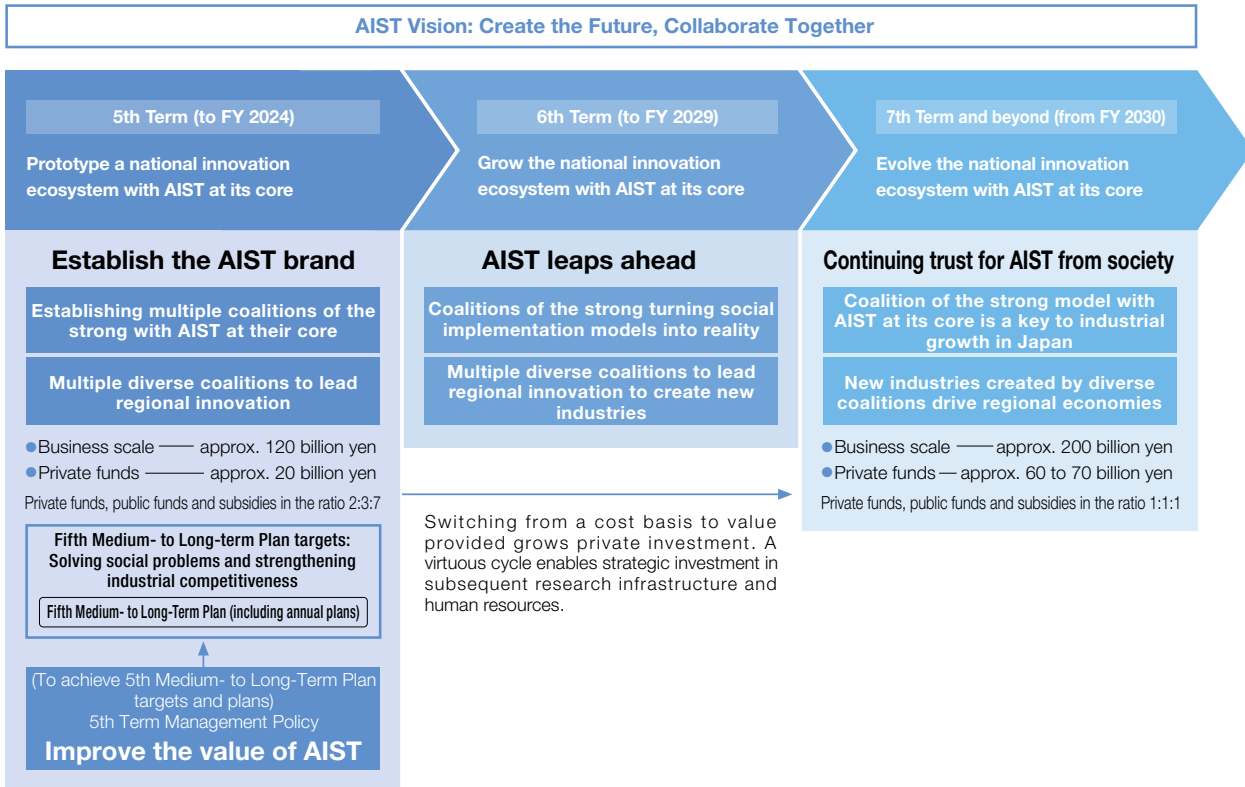 AIST Vision: Create the Future, Collaborate Together
5th Term (to FY 2024)
Prototype a national innovation
ecosystem with AIST at its core
6th Term (to FY 2029)
Grow the national innovation
ecosystem with AIST at its core
7th Term and beyond (from FY 2030)
Evolve the national innovation
ecosystem with AIST at its core
Establish the AIST brand
Establishing multiple coalitions of the
strong with AIST at their core
Multiple diverse coalitions to lead
regional innovation
●Business scale —— approx. 120 billion yen
●Private funds ——— approx. 20 billion yen
Private funds, public funds and subsidies in the ratio 2:3:7
Fifth Medium- to Long-term Plan targets:
Solving social problems and strengthening
industrial competitiveness
Fifth Medium- to Long-Term Plan (including annual plans)
(To achieve 5th Medium- to Long-Term Plan
targets and plans)
5th Term Management Policy
Improve the value of AIST
AIST leaps ahead
Coalitions of the strong turning social
implementation models into reality
Multiple diverse coalitions to lead
regional innovation to create new
industries
Switching from a cost basis to value
provided grows private investment. A
virtuous cycle enables strategic investment in
subsequent research infrastructure and
human resources.
Continuing trust for AIST from society
Coalition of the strong model with
AIST at its core is a key to industrial
growth in Japan
New industries created by diverse
coalitions drive regional economies
●Business scale —— approx. 200 billion yen
●Private funds — approx. 60 to 70 billion yen
Private funds, public funds and subsidies in the ratio 1:1:1